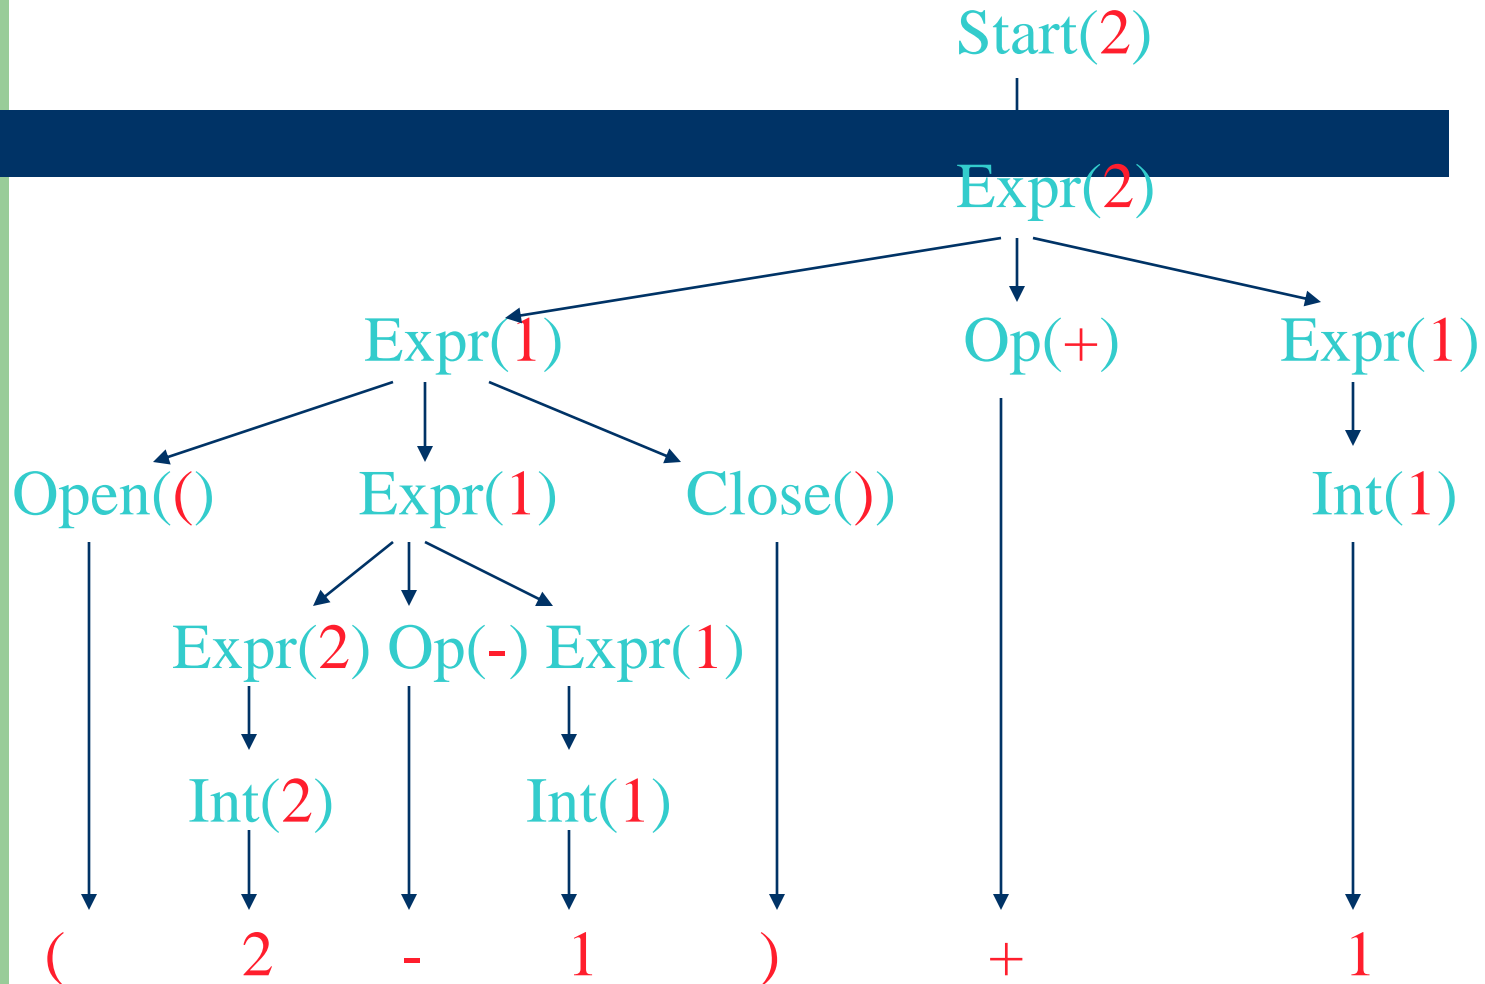 Start(2)
Expr(2)
Expr(1) Op(+) Expr(1)
Open(() Expr(1) Close()) Int(1)
Expr(2) Op(-) Expr(1)
Int(2) Int(1)
( 2 - 1 ) + 1